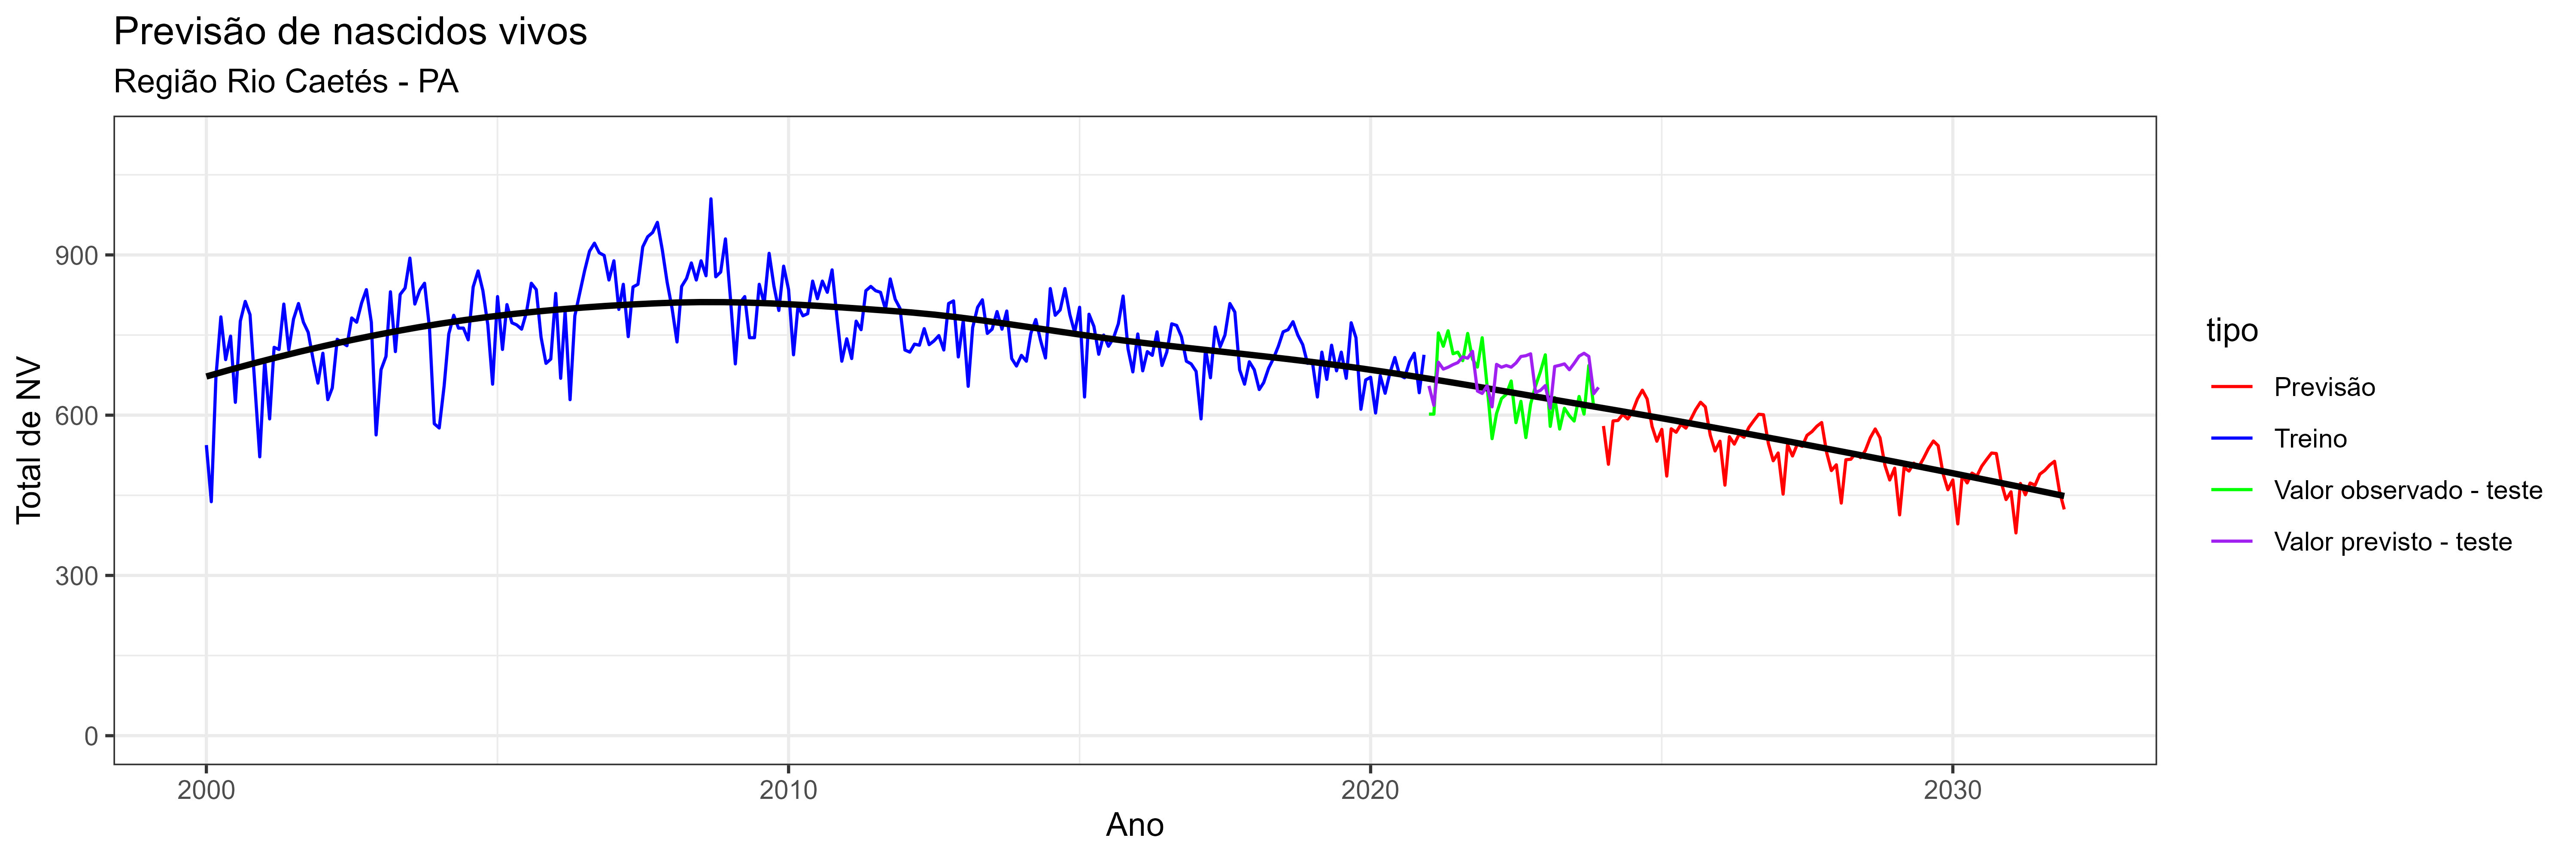 Previsão de nascidos vivos
Região Rio Caetés - PA
Total de NV
900
600
300
0
2000
2010
2020
2030
Ano
tipo
Previsão
Treino
Valor observado - teste
Valor previsto - teste